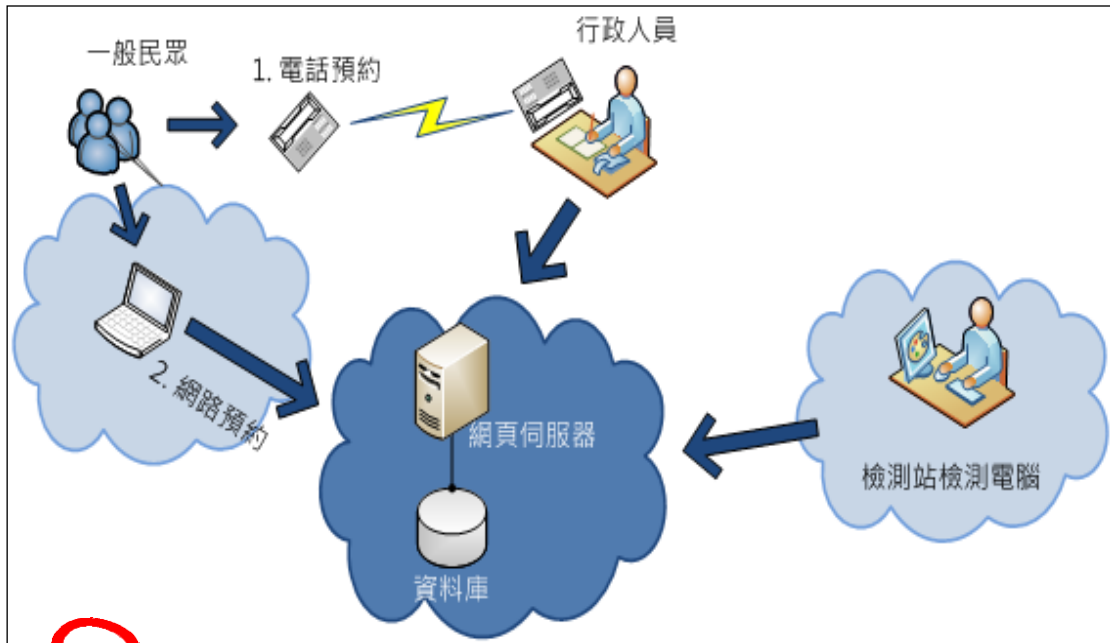 一般民眾
1. 電話預約
行政人員
2. 網路預約
網頁伺服器
資料庫
檢測站檢測電腦